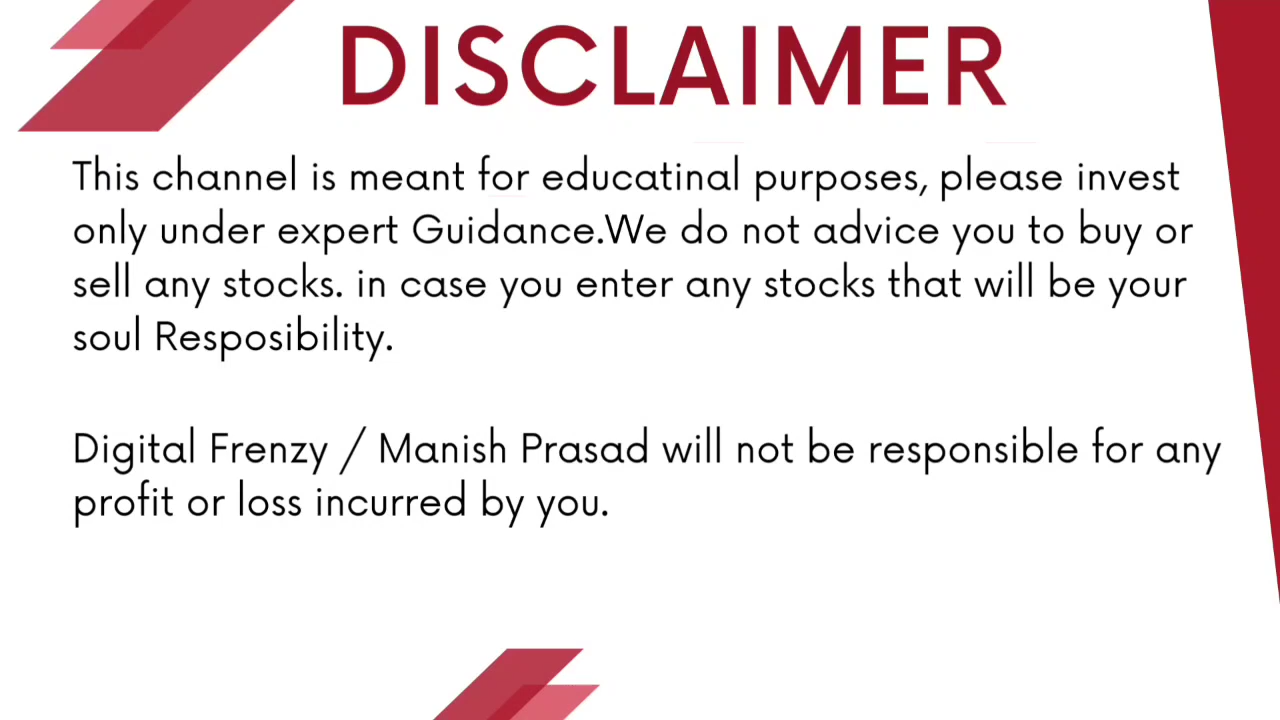 DISCLAIMER
This channel is meant for educatinal purposes, please invest
only under expert Guidance.We do not advice you to buy or
sell any stocks. in case you enter any stocks that will be your
soul Resposibility.
Digital Frenzy / Manish Prasad will not be responsible for any
profit or loss incurred by you.